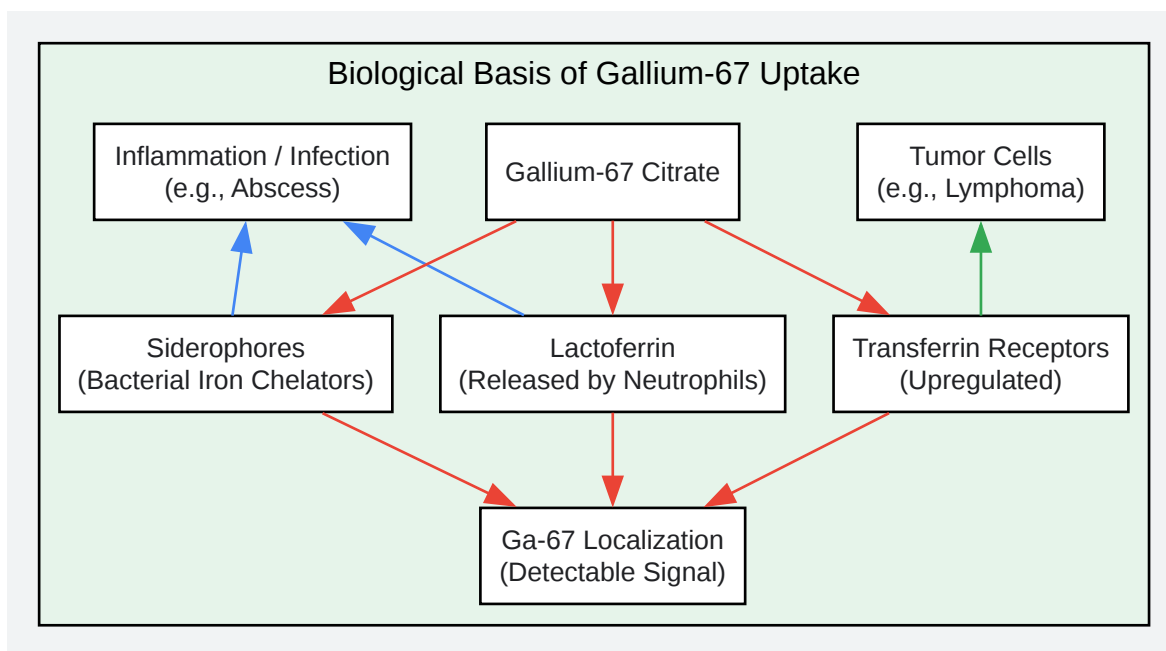 Biological Basis of Gallium-67 Uptake
Inflammation / Infection
(e.g., Abscess)
Gallium-67 Citrate
Tumor Cells
(e.g., Lymphoma)
Siderophores
(Bacterial Iron Chelators)
Lactoferrin
(Released by Neutrophils)
Transferrin Receptors
(Upregulated)
Ga-67 Localization
(Detectable Signal)